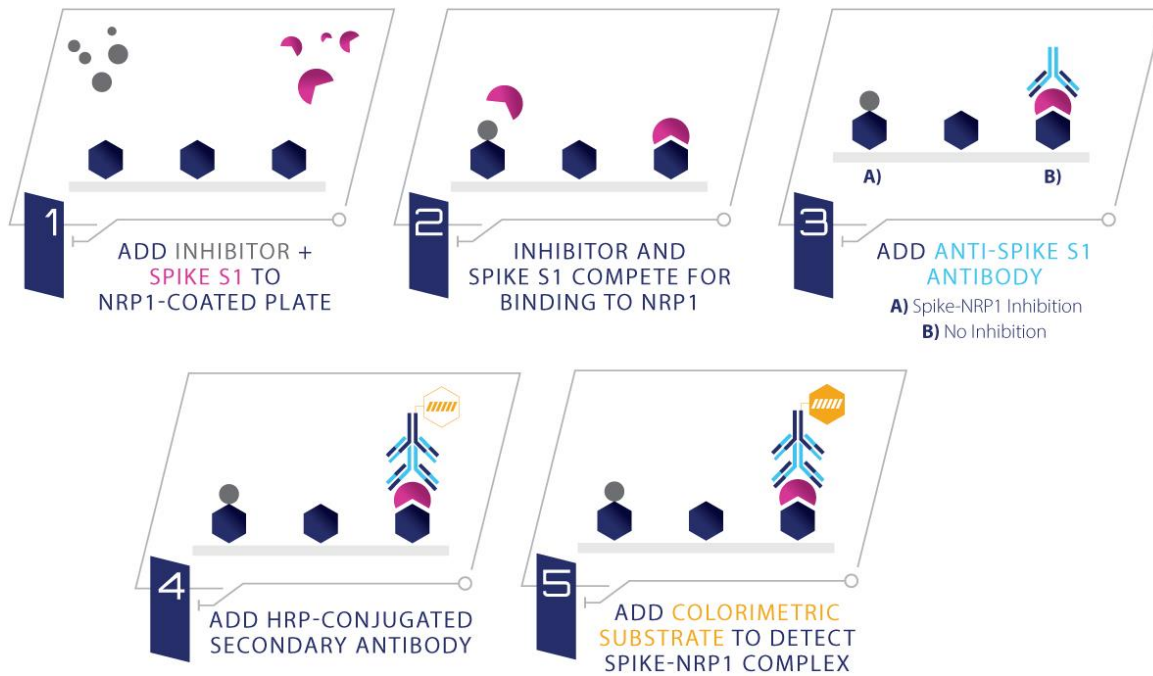 1
ADD INHIBITOR +
SPIKE S1 TO
NRP1-COATED PLATE
2
INHIBITOR AND
SPIKE S1 COMPETE FOR
BINDING TO NRP1
A)
B)
3
ADD ANTI-SPIKE S1
ANTIBODY
A) Spike-NRP1 Inhibition
B) No Inhibition
4
ADD HRP-CONJUGATED
SECONDARY ANTIBODY
5
ADD COLORIMETRIC
SUBSTRATE TO DETECT
SPIKE-NRP1 COMPLEX